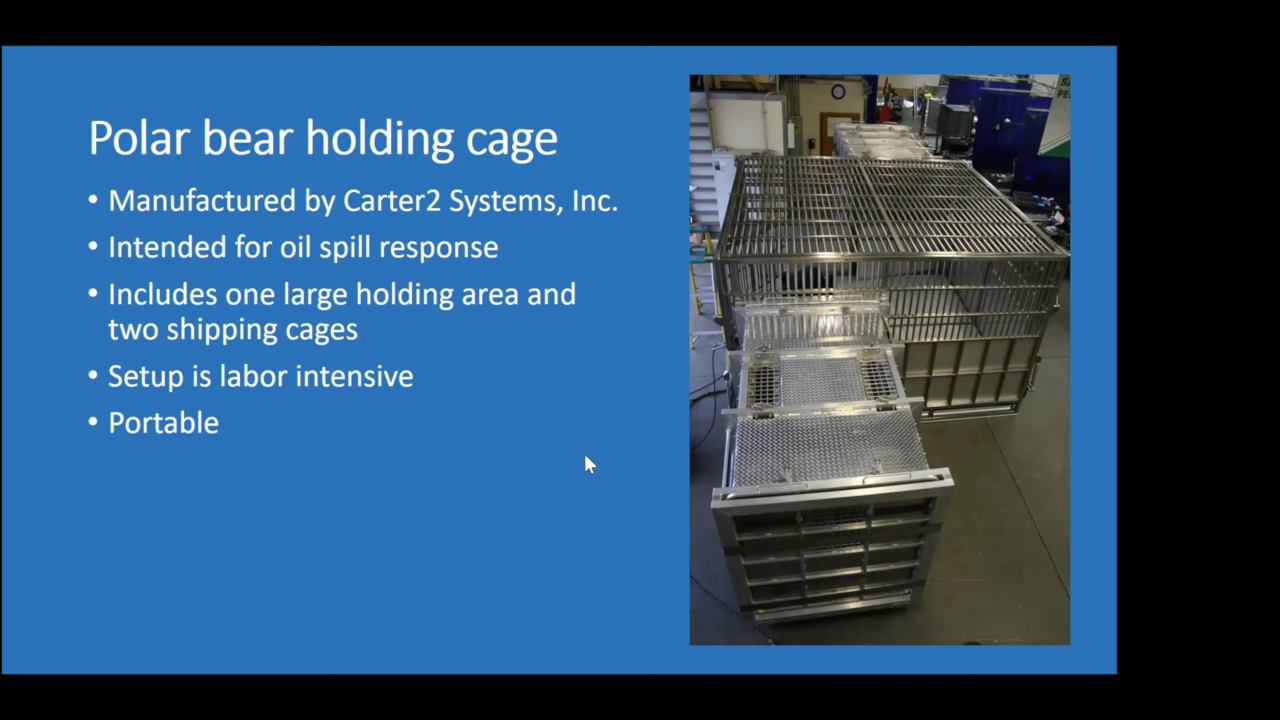 Polar bear holding cage
• Manufactured by Carter2 Systems, Inc.
• Intended for oil spill response
• Includes one large holding area and
two shipping cages
• Setup is labor intensive
• Portable